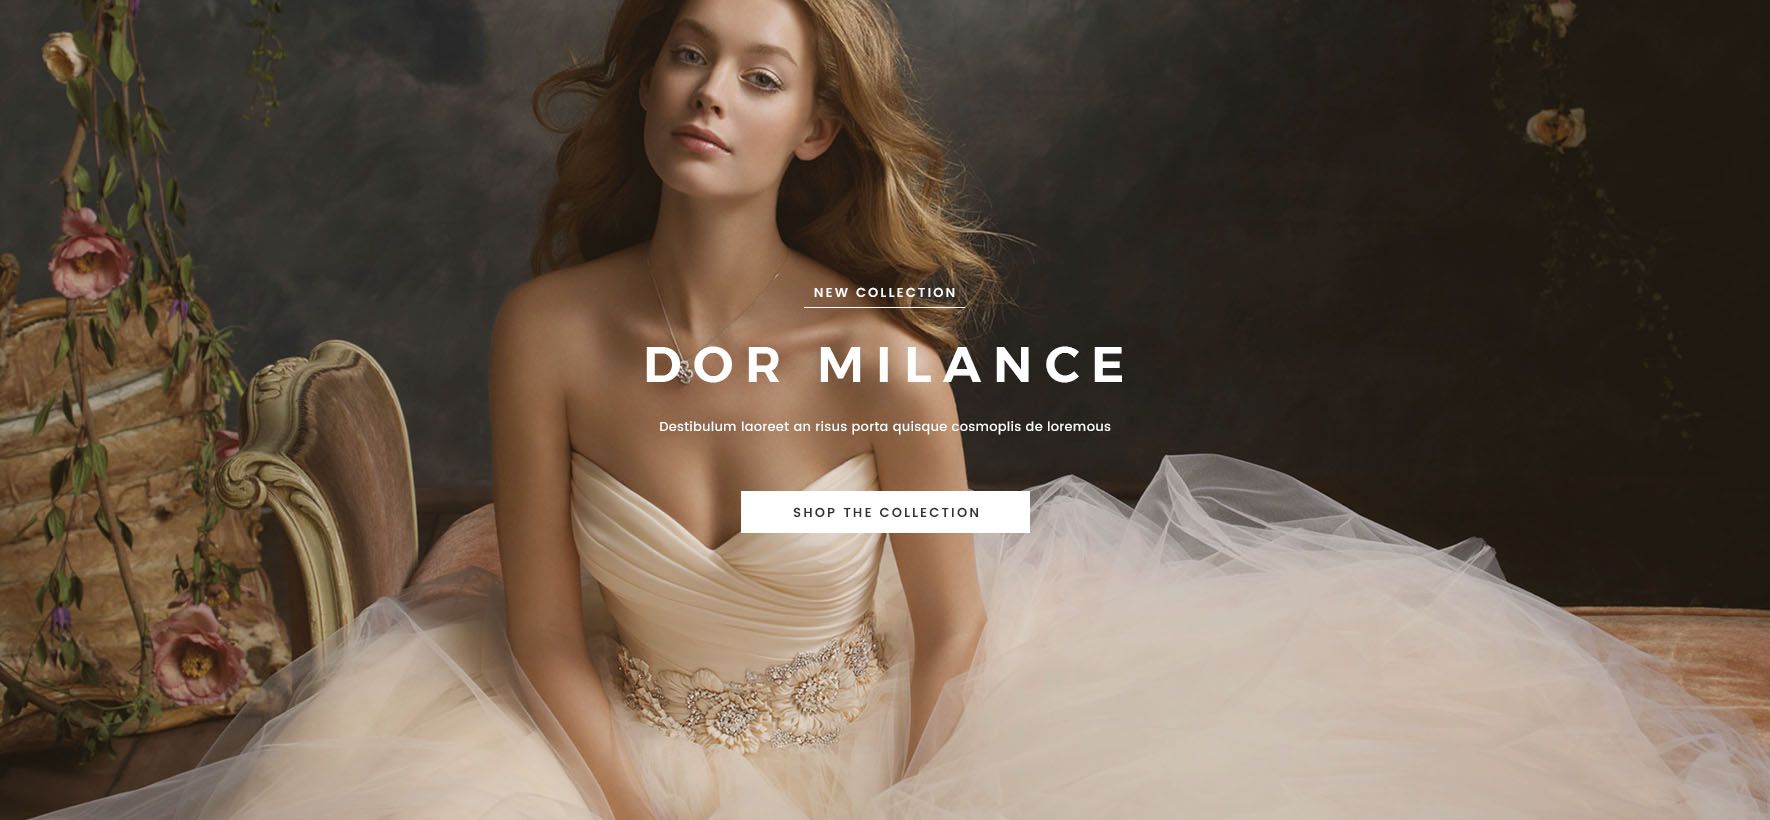 NEW COLLECTION
DOR MILANCE
Destibulum laoreet an risus porta quisque cosmoplis de loremous
SHOP THE COLLECTION